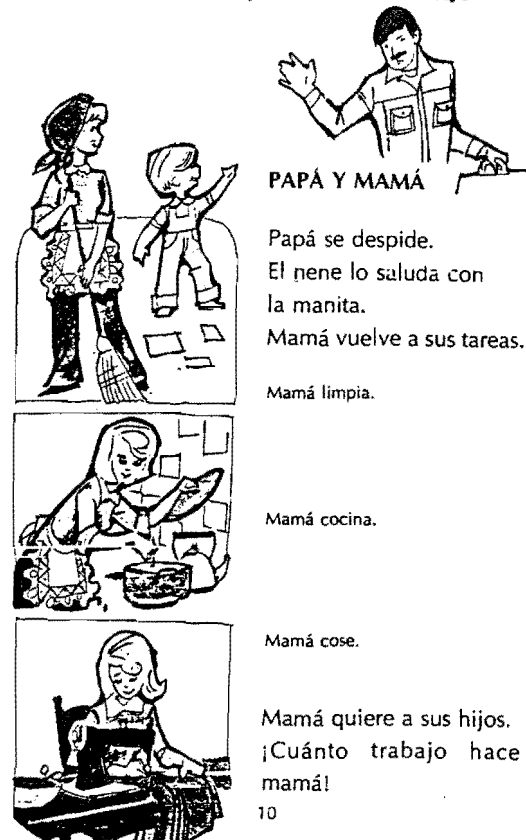 PAPÁ Y MAMÁ
Papá se despide.
El nene lo saluda con
la manita.
Mamá vuelve a sus tareas.
Mamá limpia.
Mamá cocina.
Mamá cose.
Mamá quiere a sus hijos.
¡Cuánto trabajo hace
mamá!
10